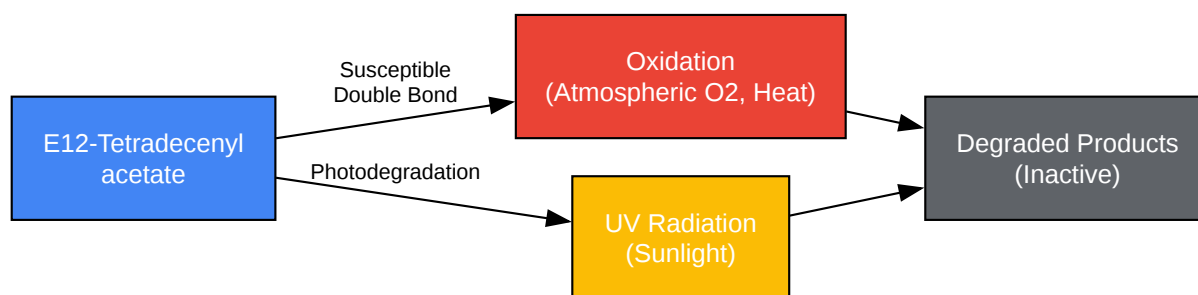 E12-Tetradecenyl
acetate
Susceptible
Double Bond
Photodegradation
Oxidation
(Atmospheric O2, Heat)
UV Radiation
(Sunlight)
Degraded Products
(Inactive)